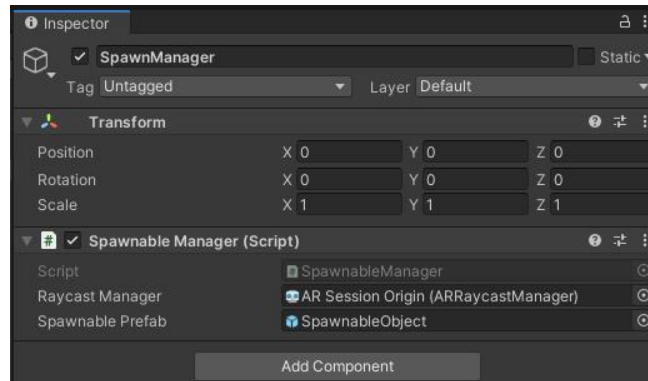 Inspector
SpawnManager Static
Tag Untagged Layer Default
Transform
Position X 0 Y 0 Z 0
Rotation X 0 Y 0 Z 0
Scale X 1 Y 1 Z 1
# Spawnable Manager (Script)
Script SpawnableManager
Raycast Manager AR Session Origin (ARRaycastManager)
Spawnable Prefab SpawnableObject
Add Component